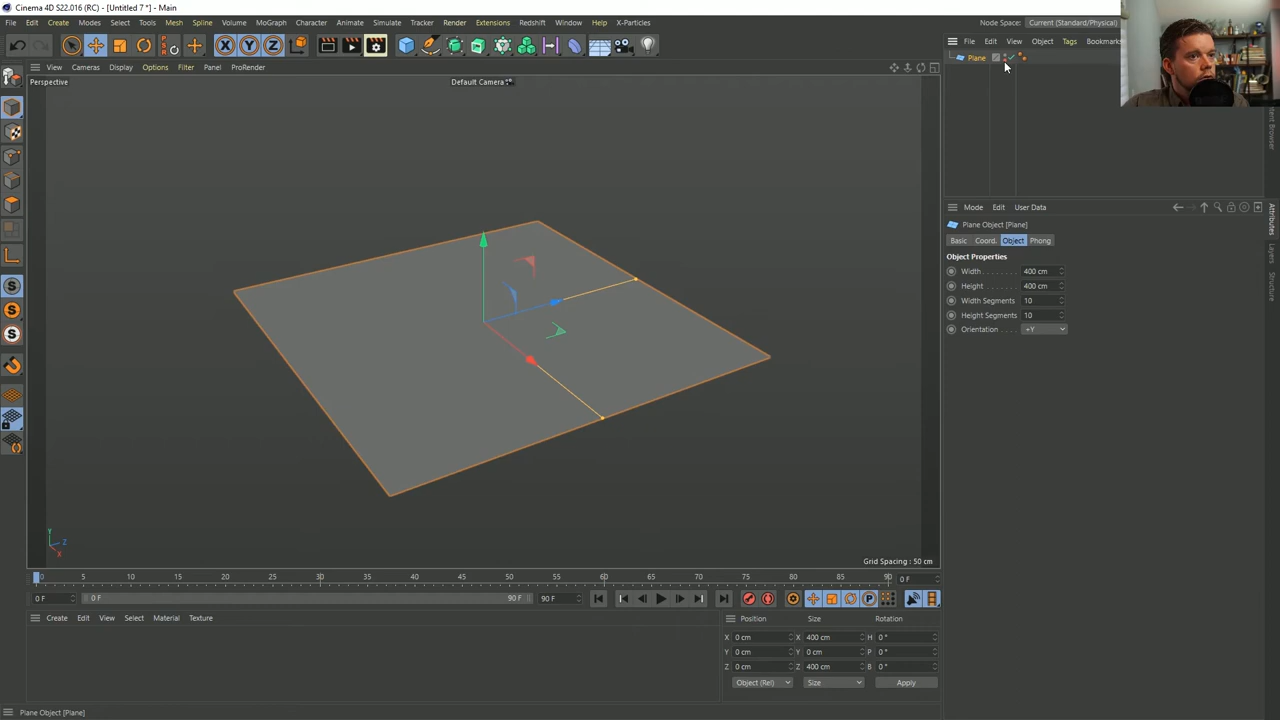 Cinema 4D S22.016 (RC) - [Untitled 7 *] - Main
File Edit Create Modes Select Tools Mesh Spline Volume MoGraph Character Animate Simulate Tracker Render Extensions Redshift Window Help X-Particles
Node Space: Current (Standard/Physical)
X Y Z
File Edit View Object Tags Bookmarks
View Cameras Display Options Filter Panel ProRender
Perspective
Default Camera
Plane
Content Browser
Mode Edit User Data
Attributes
Layers
Structure
Plane Object [Plane]
Basic Coord. Object Phong
Object Properties
Width 400 cm
Height 400 cm
Width Segments 10
Height Segments 10
Orientation +Y
Y
Z
X
Grid Spacing : 50 cm
0 5 10 15 20 25 30 35 40 45 50 55 60 65 70 75 80 85 90 0 F
0 F 0 F 90 F 90 F
Create Edit View Select Material Texture
Position Size Rotation
X 0 cm X 400 cm H 0 °
Y 0 cm Y 0 cm P 0 °
Z 0 cm Z 400 cm B 0 °
Object (Rel) Size Apply
Plane Object [Plane]